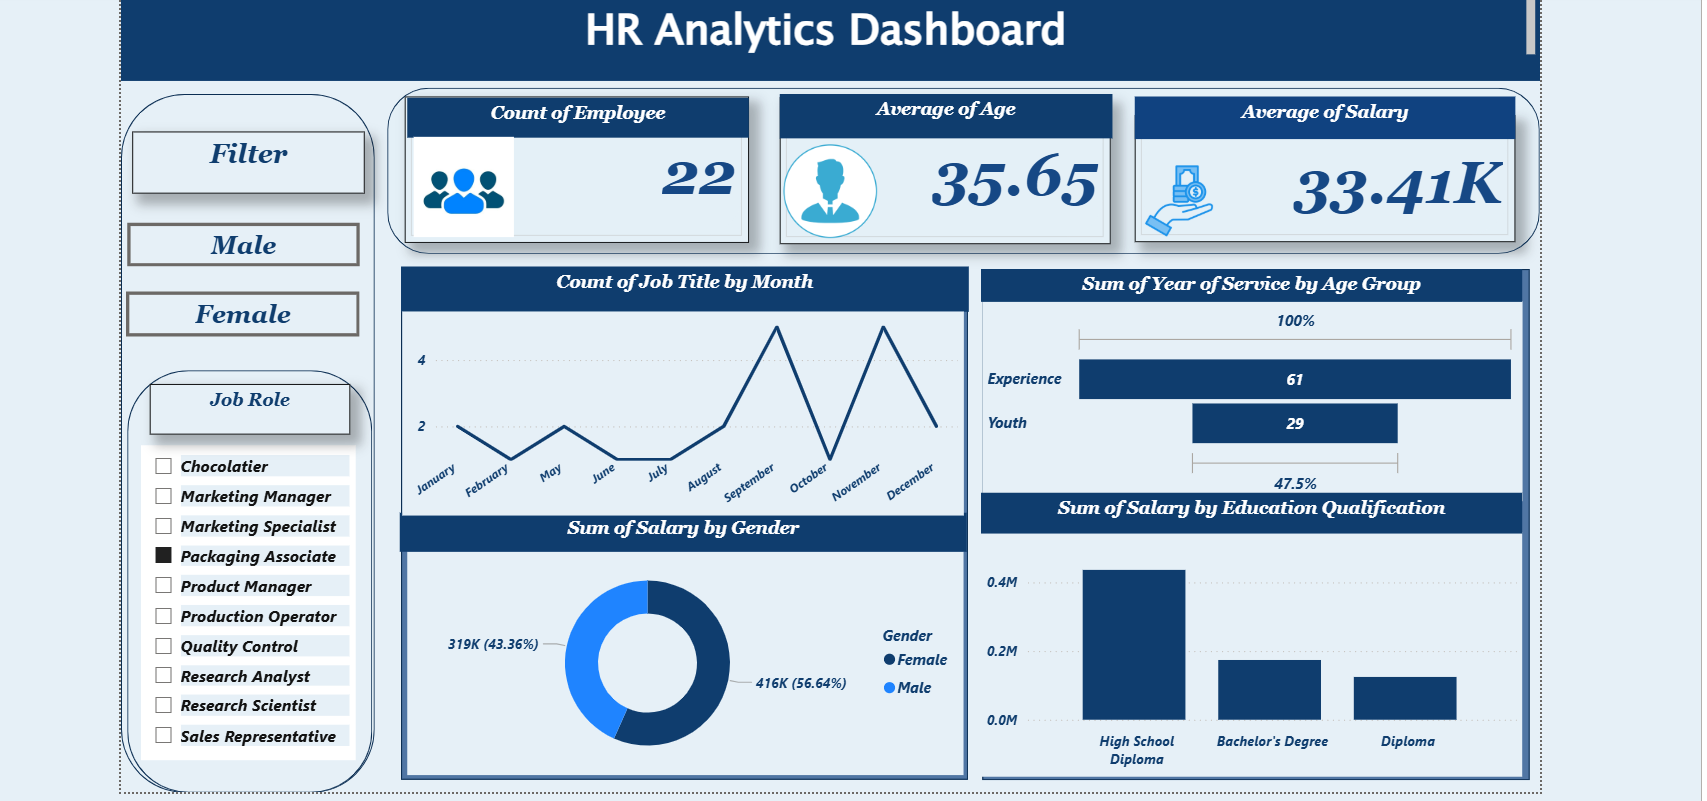 HR Analytics Dashboard
Filter
Male
Female
Job Role
Chocolatier
Marketing Manager
Marketing Specialist
Packaging Associate
Product Manager
Production Operator
Quality Control
Research Analyst
Research Scientist
Sales Representative
Count of Employee
22
Average of Age
35.65
Average of Salary
33.41K
Count of Job Title by Month
4
2
January
February
May
June
July
August
September
October
November
December
Sum of Year of Service by Age Group
100%
Experience
61
Youth
29
47.5%
Sum of Salary by Gender
319K (43.36%)
416K (56.64%)
Gender
Female
Male
Sum of Salary by Education Qualification
0.4M
0.2M
0.0M
High School
Diploma
Bachelor's Degree
Diploma